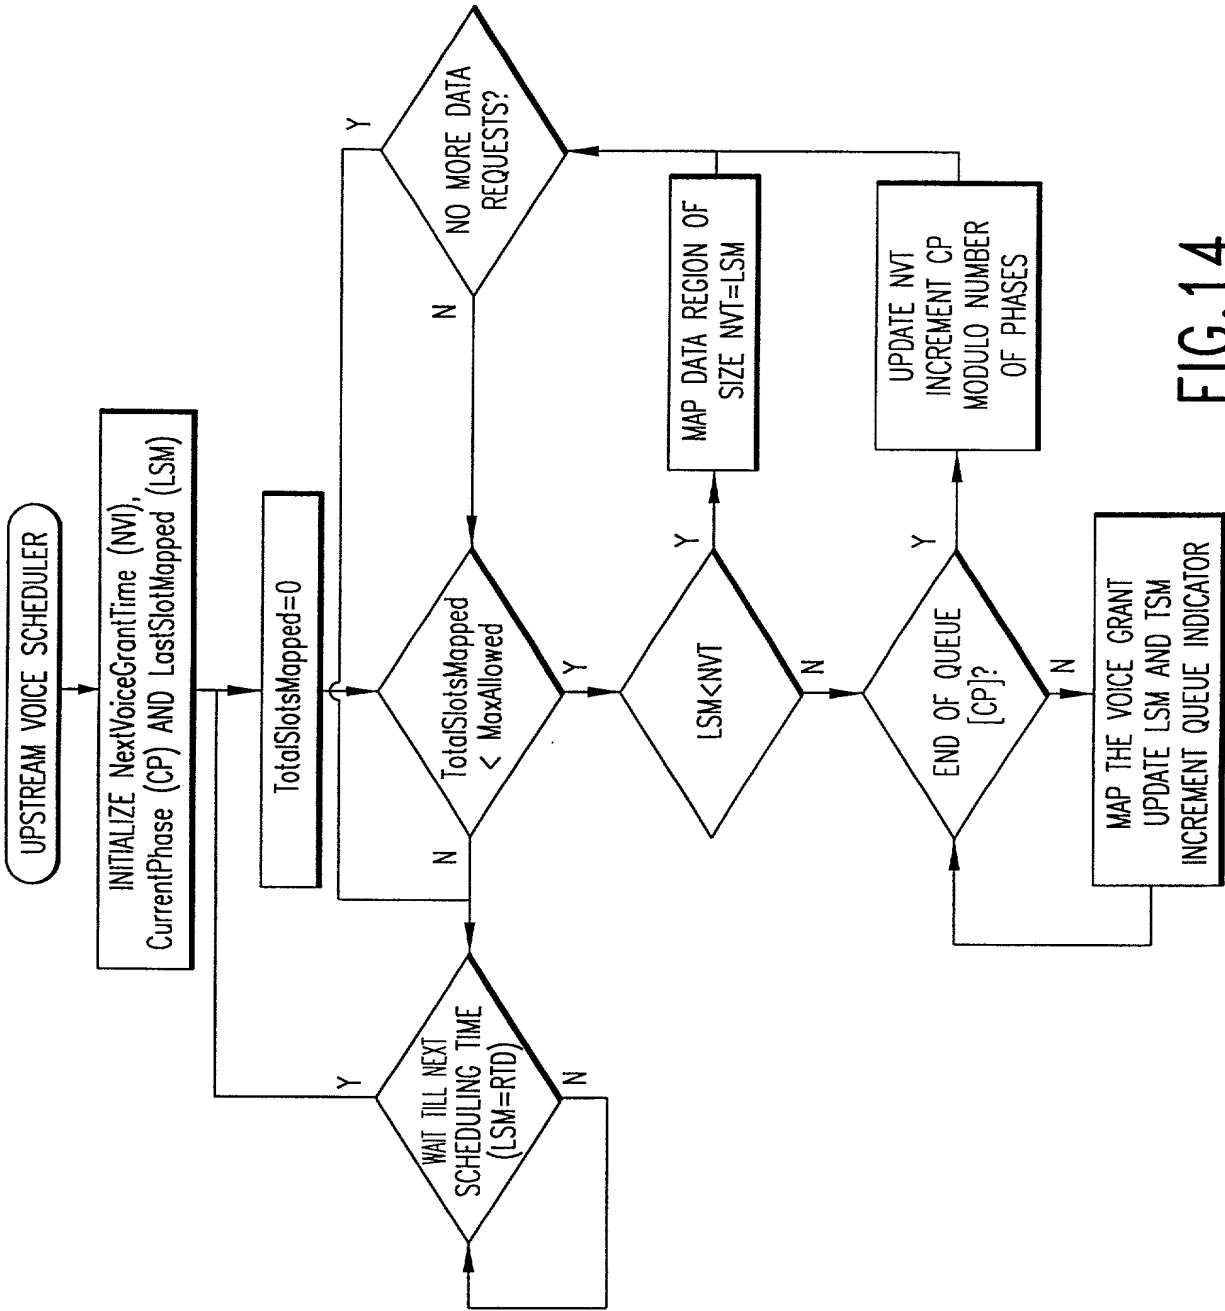 UPSTREAM VOICE SCHEDULER
INITIALIZE NextVoiceGrantTime (NVI),
CurrentPhase (CP) AND LastSlotMapped (LSM)
TotalSlotsMapped=0
TotalSlotsMapped
< MaxAllowed
N
Y
WAIT TILL NEXT
SCHEDULING TIME
(LSM=RTD)
Y
N
NO MORE DATA
REQUESTS?
Y
N
LSM<NVT
Y
N
MAP DATA REGION OF
SIZE NVT=LSM
END OF QUEUE
[CP]?
Y
N
UPDATE NVT
INCREMENT CP
MODULO NUMBER
OF PHASES
MAP THE VOICE GRANT
UPDATE LSM AND TSM
INCREMENT QUEUE INDICATOR
FIG.14